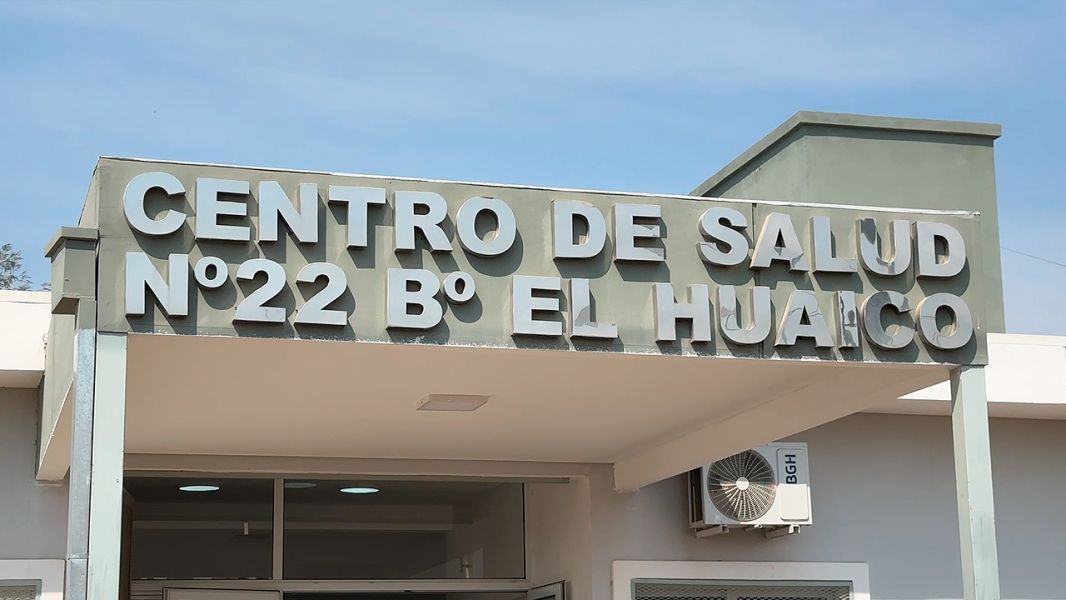 CENTRO DE SALUD
Nº22 Bº EL HUAICO
BGH